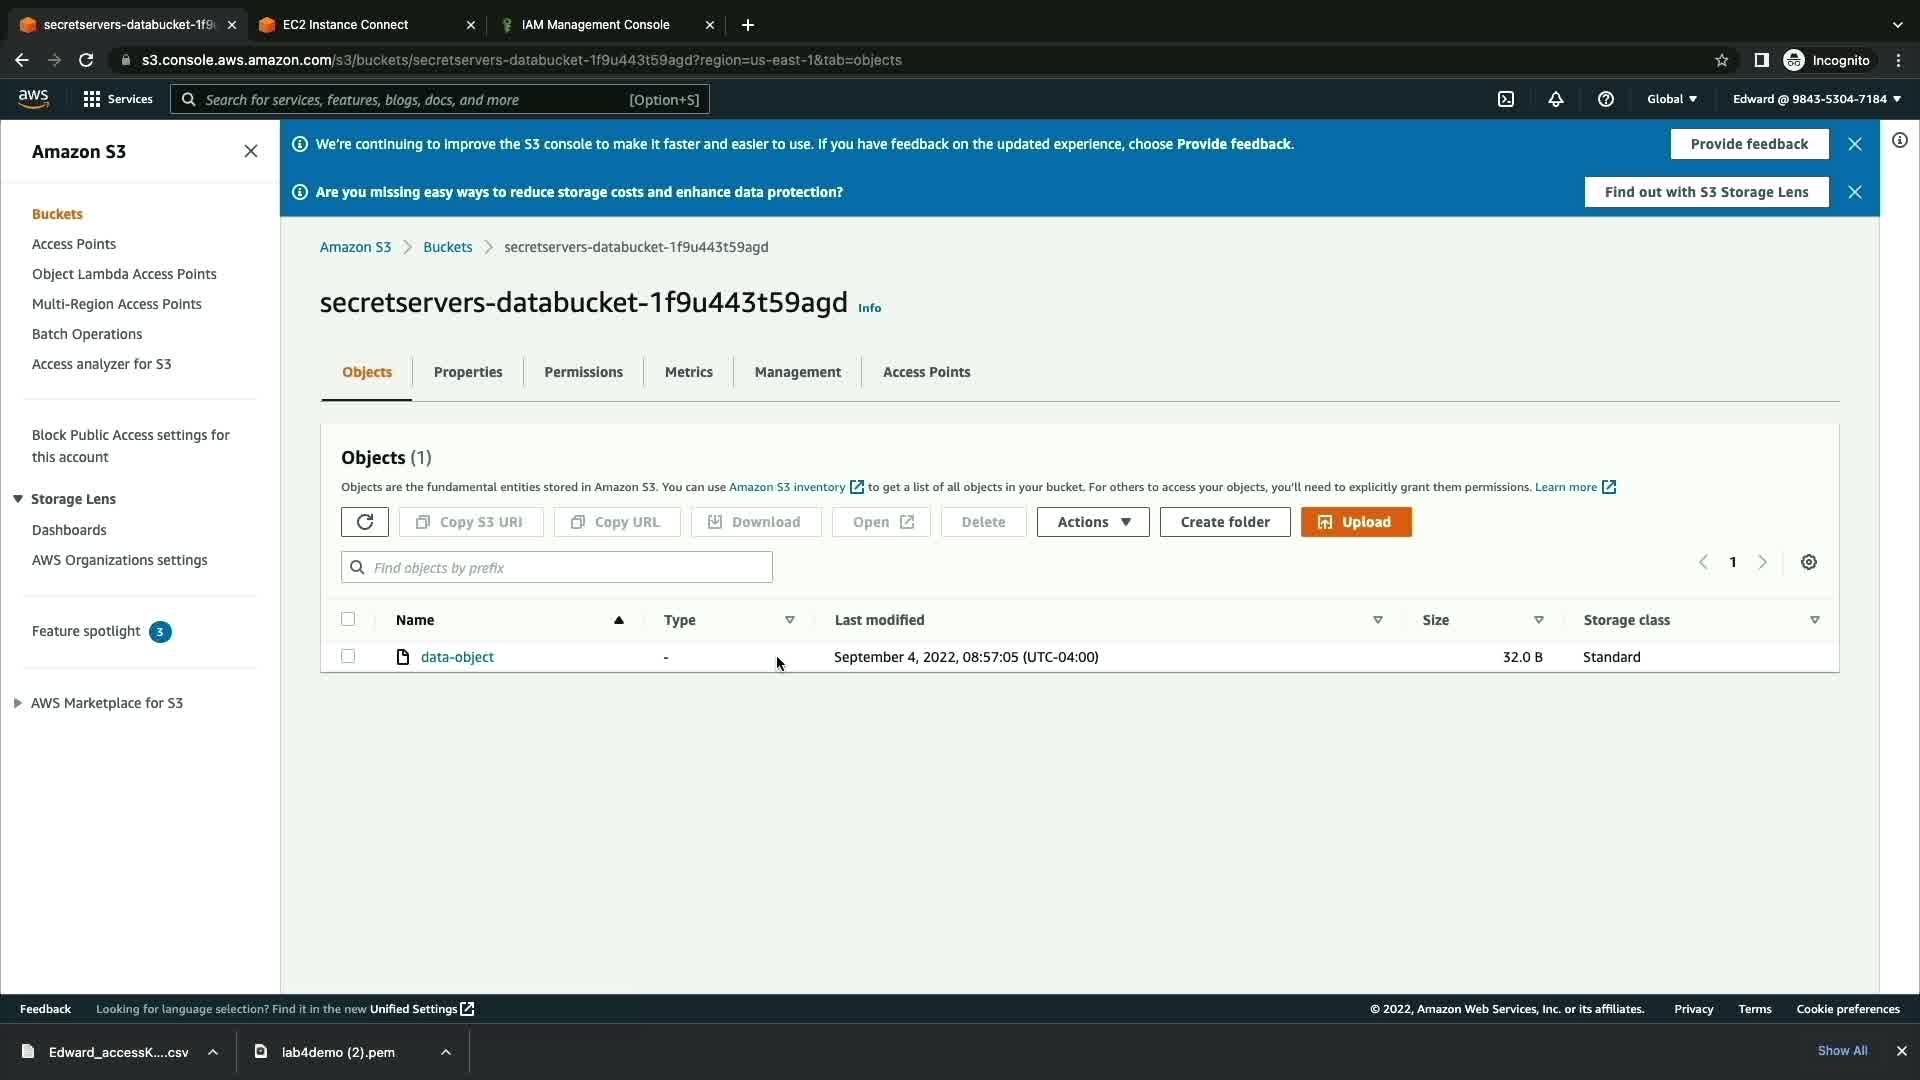 secretservers-databucket-1f9u
EC2 Instance Connect
IAM Management Console
s3.console.aws.amazon.com/s3/buckets/secretservers-databucket-1f9u443t59agd?region=us-east-1&tab=objects
Incognito
aws
Services
Search for services, features, blogs, docs, and more
[Option+S]
Global
Edward @ 9843-5304-7184
Amazon S3
Buckets
Access Points
Object Lambda Access Points
Multi-Region Access Points
Batch Operations
Access analyzer for S3
Block Public Access settings for
this account
Storage Lens
Dashboards
AWS Organizations settings
Feature spotlight 3
AWS Marketplace for S3
We're continuing to improve the S3 console to make it faster and easier to use. If you have feedback on the updated experience, choose Provide feedback.
Provide feedback
Are you missing easy ways to reduce storage costs and enhance data protection?
Find out with S3 Storage Lens
Amazon S3 > Buckets > secretservers-databucket-1f9u443t59agd
secretservers-databucket-1f9u443t59agd Info
Objects
Properties
Permissions
Metrics
Management
Access Points
Objects (1)
Objects are the fundamental entities stored in Amazon S3. You can use Amazon S3 inventory to get a list of all objects in your bucket. For others to access your objects, you'll need to explicitly grant them permissions. Learn more
Copy S3 URI
Copy URL
Download
Open
Delete
Actions
Create folder
Upload
Find objects by prefix
1
Name
Type
Last modified
Size
Storage class
data-object
-
September 4, 2022, 08:57:05 (UTC-04:00)
32.0 B
Standard
Feedback
Looking for language selection? Find it in the new Unified Settings
© 2022, Amazon Web Services, Inc. or its affiliates.
Privacy
Terms
Cookie preferences
Edward_accessK....csv
lab4demo (2).pem
Show All